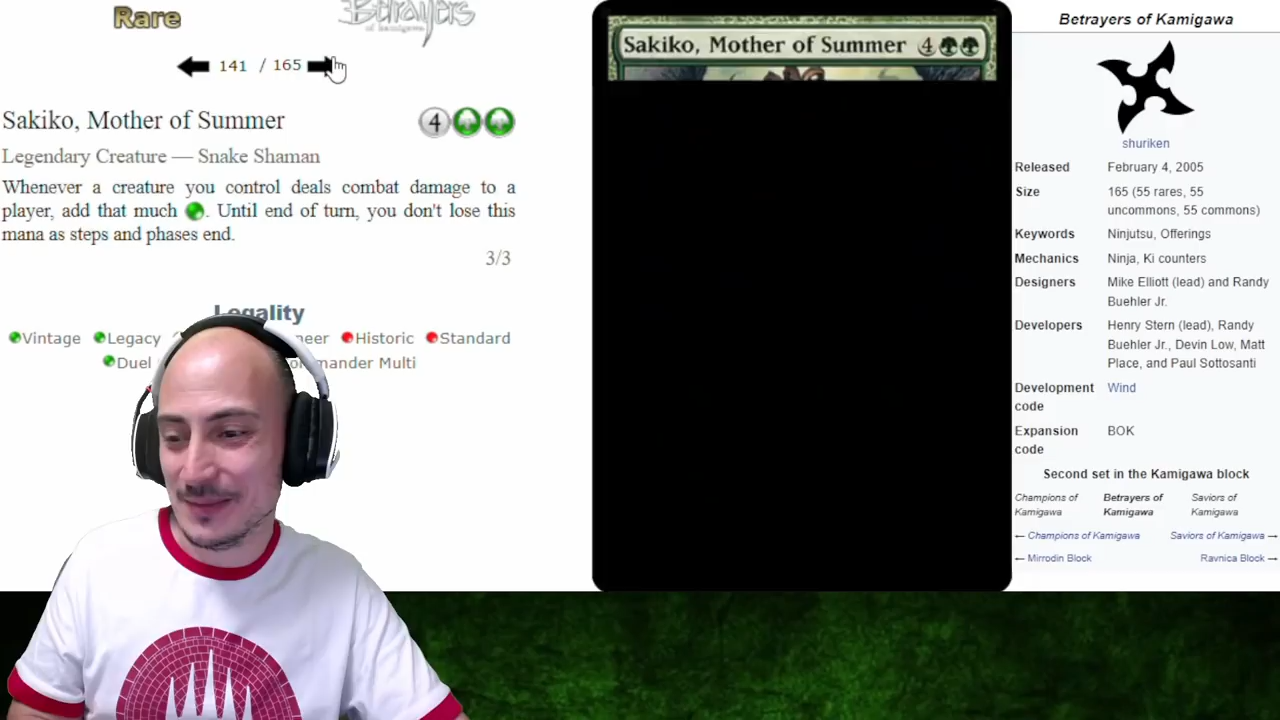 Rare
Betrayers
of Kamigawa
141 / 165
Sakiko, Mother of Summer 4
Legendary Creature — Snake Shaman
Whenever a creature you control deals combat damage to a
player, add that much . Until end of turn, you don't lose this
mana as steps and phases end.
3/3
Legality
Vintage Legacy neer Historic Standard
Duel mander Multi
Sakiko, Mother of Summer 4
Betrayers of Kamigawa
shuriken
Released February 4, 2005
Size 165 (55 rares, 55
uncommons, 55 commons)
Keywords Ninjutsu, Offerings
Mechanics Ninja, Ki counters
Designers Mike Elliott (lead) and Randy
Buehler Jr.
Developers Henry Stern (lead), Randy
Buehler Jr., Devin Low, Matt
Place, and Paul Sottosanti
Development Wind
code
Expansion BOK
code
Second set in the Kamigawa block
Champions of Betrayers of Saviors of
Kamigawa Kamigawa Kamigawa
← Champions of Kamigawa Saviors of Kamigawa →
← Mirrodin Block Ravnica Block →